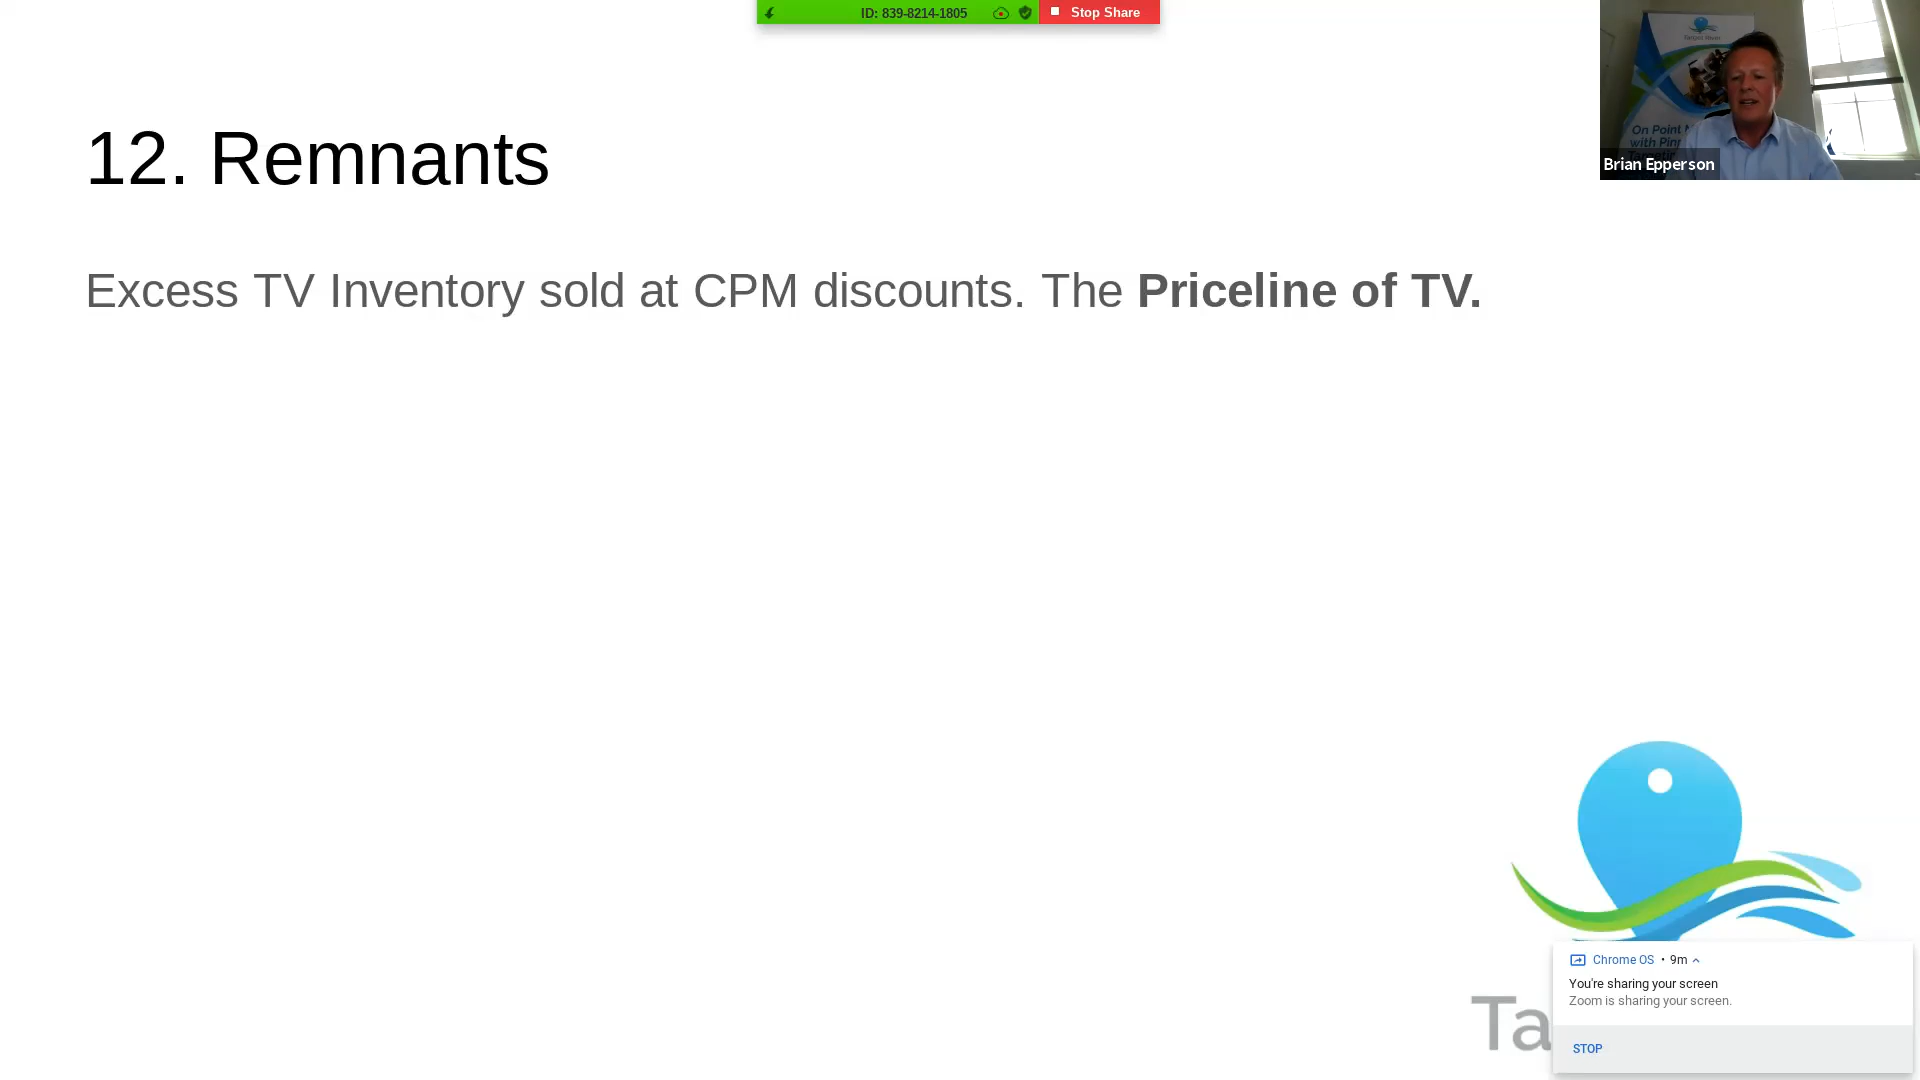 ID: 839-8214-1805
Stop Share
12. Remnants
Brian Epperson
Excess TV Inventory sold at CPM discounts. The Priceline of TV.
Chrome OS • 9m
You're sharing your screen
Zoom is sharing your screen.
STOP